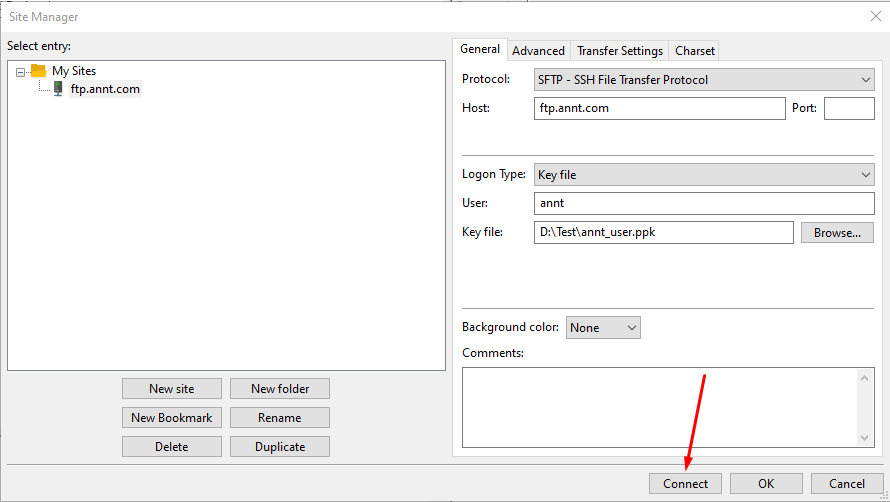 Site Manager
Select entry:
My Sites
ftp.annt.com
New site
New folder
New Bookmark
Rename
Delete
Duplicate
General
Advanced
Transfer Settings
Charset
Protocol:
SFTP - SSH File Transfer Protocol
Host:
ftp.annt.com
Port:
Logon Type:
Key file
User:
annt
Key file:
D:\Test\annt_user.ppk
Browse...
Background color:
None
Comments:
Connect
OK
Cancel